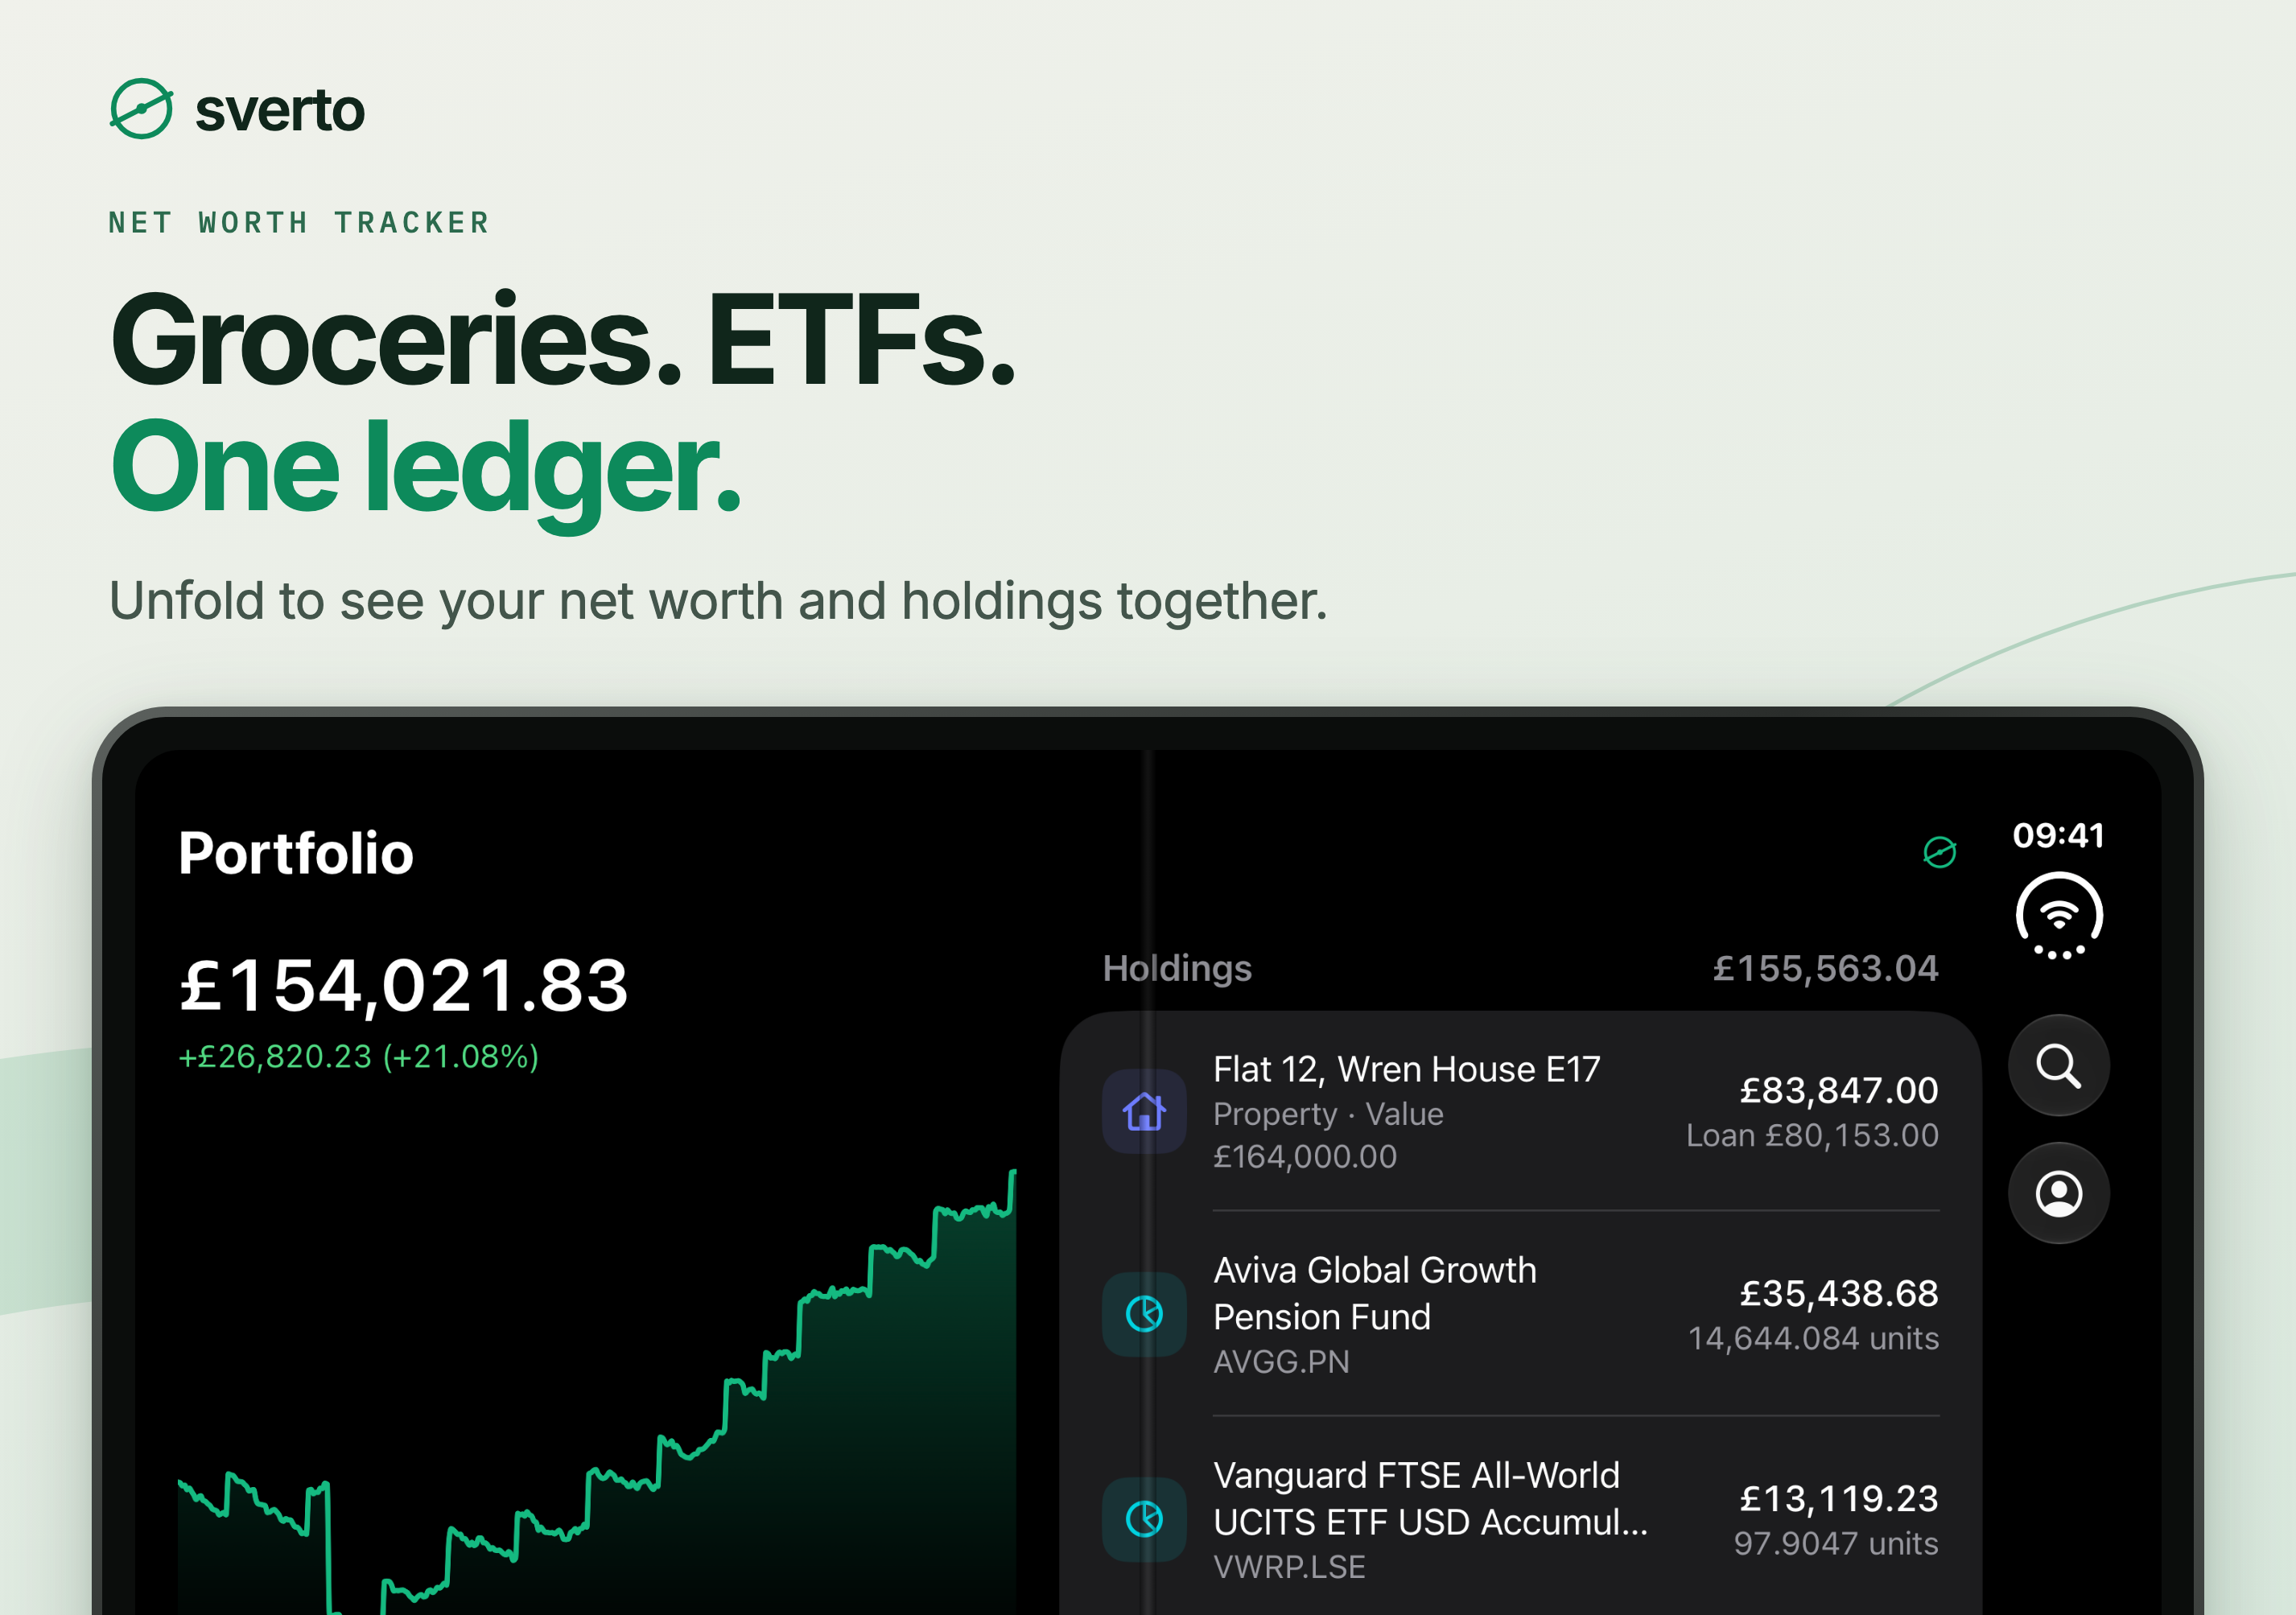 sverto
NET WORTH TRACKER
Groceries. ETFs.
One ledger.
Unfold to see your net worth and holdings together.
Portfolio
09:41
£154,021.83
+£26,820.23 (+21.08%)
Holdings £155,563.04
Flat 12, Wren House E17
Property · Value
£164,000.00
£83,847.00
Loan £80,153.00
Aviva Global Growth
Pension Fund
AVGG.PN
£35,438.68
14,644.084 units
Vanguard FTSE All-World
UCITS ETF USD Accumul...
VWRP.LSE
£13,119.23
97.9047 units